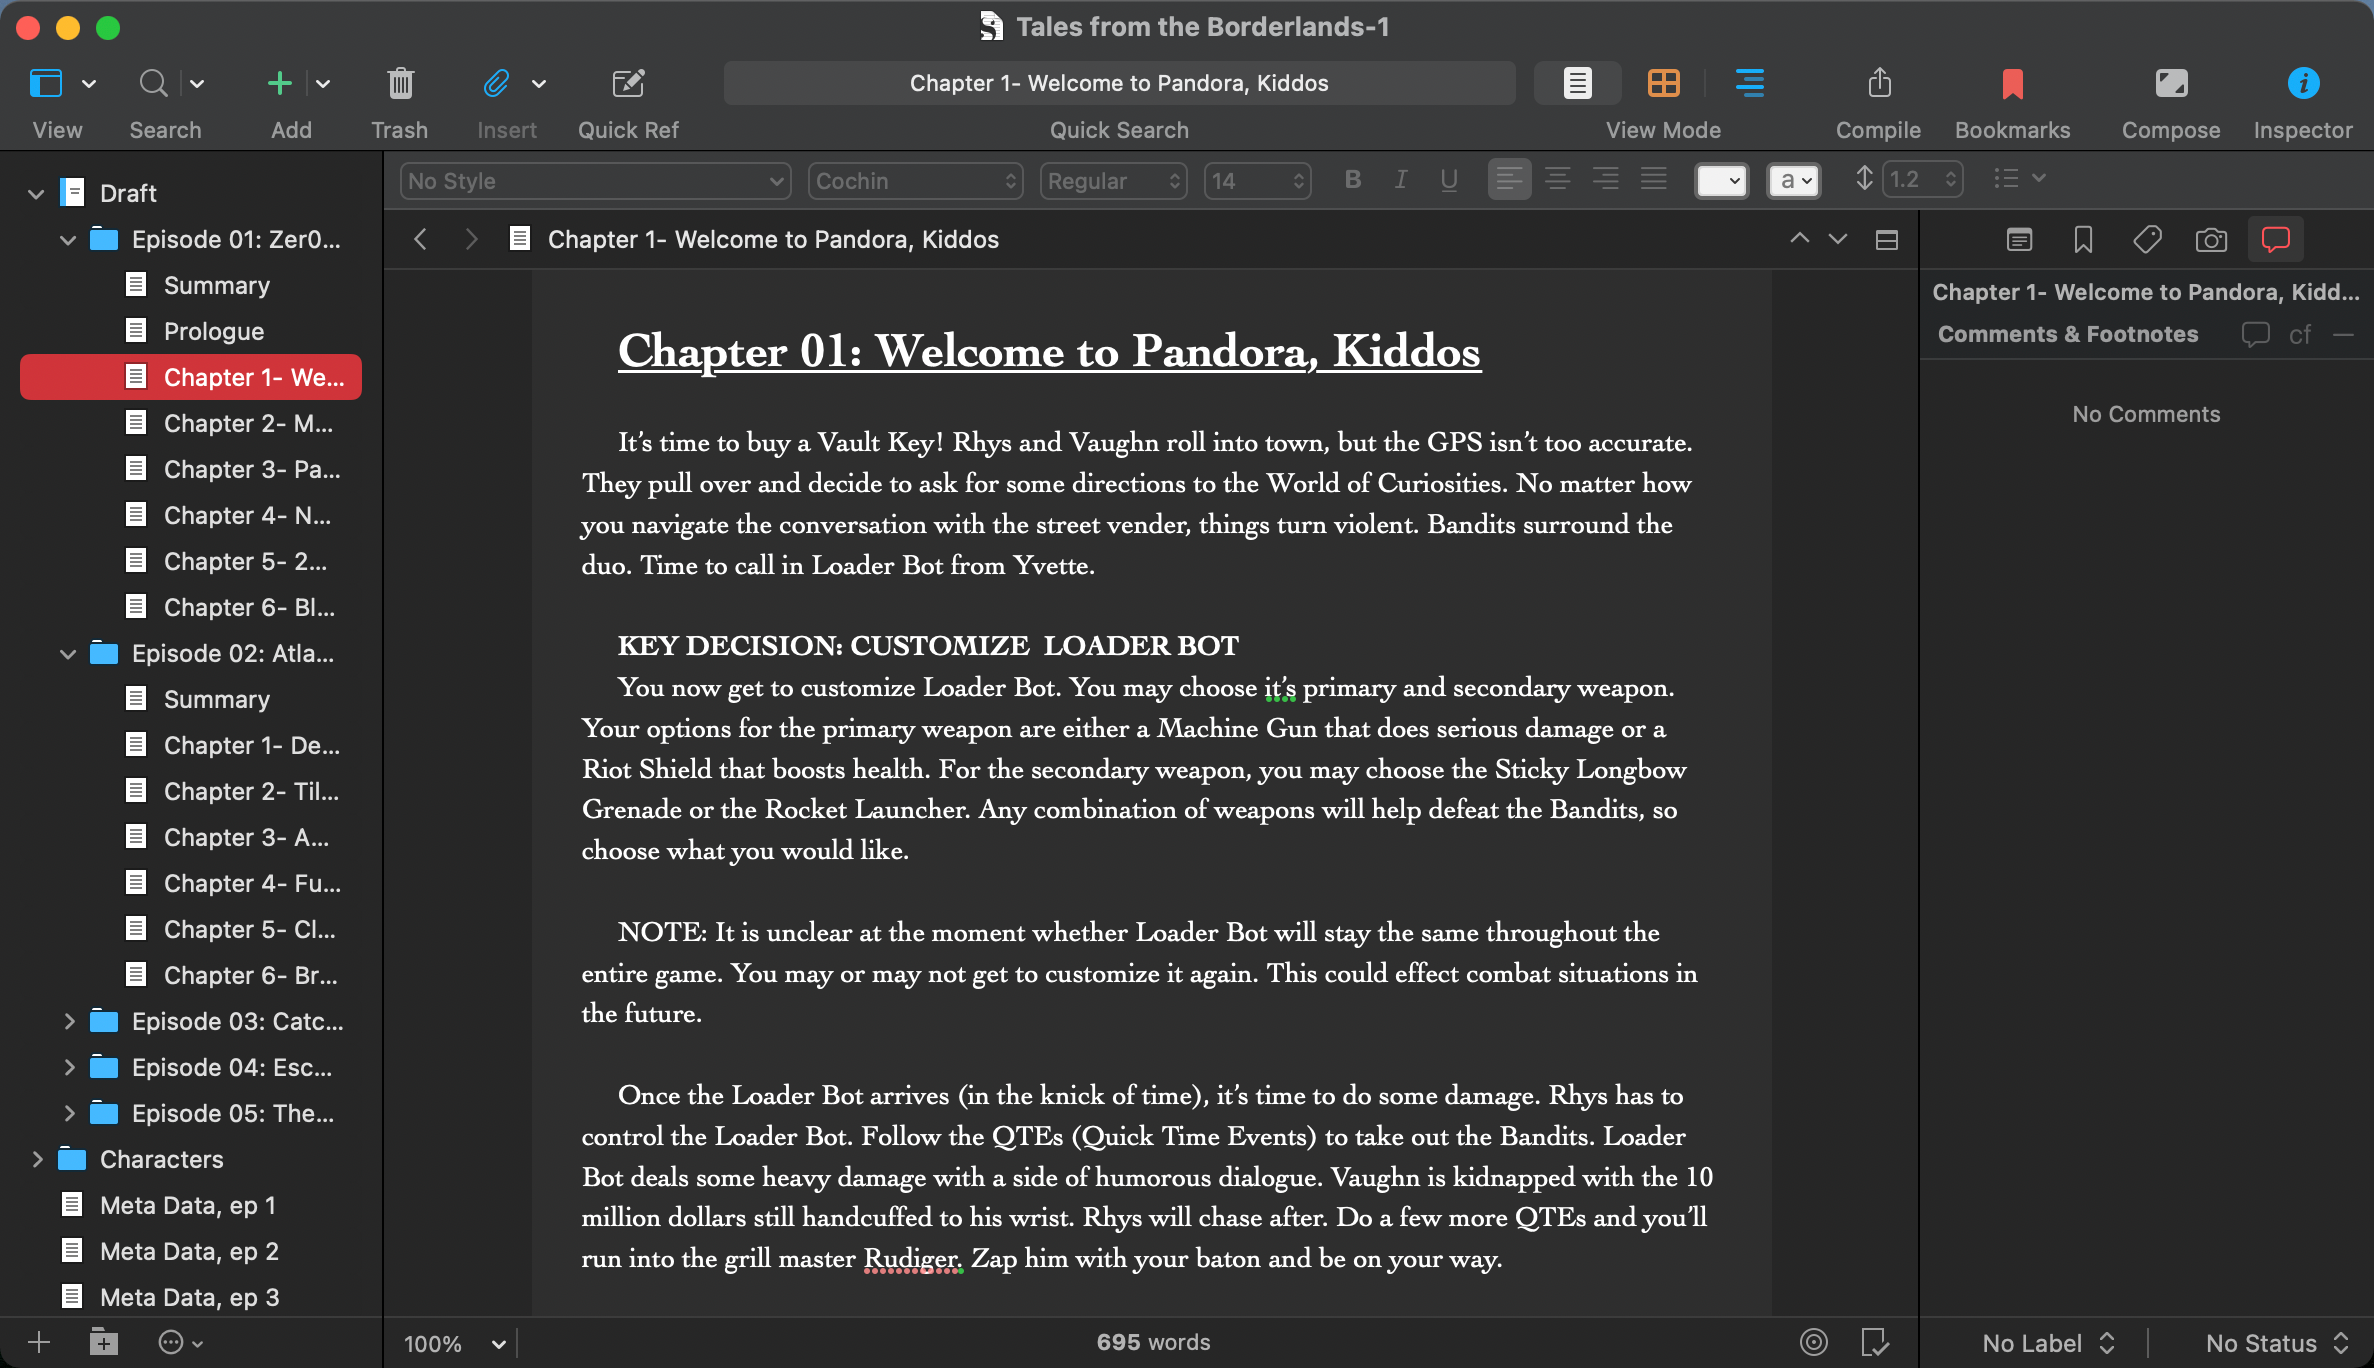 Tales from the Borderlands-1
Chapter 1- Welcome to Pandora, Kiddos
View
Search
Add
Trash
Insert
Quick Ref
Quick Search
View Mode
Compile
Bookmarks
Compose
Inspector
No Style
Cochin
Regular
14
B
I
U
a
1.2
Draft
Episode 01: Zer0...
Summary
Prologue
Chapter 1- We...
Chapter 2- M...
Chapter 3- Pa...
Chapter 4- N...
Chapter 5- 2...
Chapter 6- Bl...
Episode 02: Atla...
Summary
Chapter 1- De...
Chapter 2- Til...
Chapter 3- A...
Chapter 4- Fu...
Chapter 5- Cl...
Chapter 6- Br...
Episode 03: Catc...
Episode 04: Esc...
Episode 05: The...
Characters
Meta Data, ep 1
Meta Data, ep 2
Meta Data, ep 3
Chapter 1- Welcome to Pandora, Kiddos
Chapter 01: Welcome to Pandora, Kiddos
It’s time to buy a Vault Key! Rhys and Vaughn roll into town, but the GPS isn’t too accurate.
They pull over and decide to ask for some directions to the World of Curiosities. No matter how
you navigate the conversation with the street vender, things turn violent. Bandits surround the
duo. Time to call in Loader Bot from Yvette.
KEY DECISION: CUSTOMIZE  LOADER BOT
You now get to customize Loader Bot. You may choose it’s primary and secondary weapon.
Your options for the primary weapon are either a Machine Gun that does serious damage or a
Riot Shield that boosts health. For the secondary weapon, you may choose the Sticky Longbow
Grenade or the Rocket Launcher. Any combination of weapons will help defeat the Bandits, so
choose what you would like.
NOTE: It is unclear at the moment whether Loader Bot will stay the same throughout the
entire game. You may or may not get to customize it again. This could effect combat situations in
the future.
Once the Loader Bot arrives (in the knick of time), it’s time to do some damage. Rhys has to
control the Loader Bot. Follow the QTEs (Quick Time Events) to take out the Bandits. Loader
Bot deals some heavy damage with a side of humorous dialogue. Vaughn is kidnapped with the 10
million dollars still handcuffed to his wrist. Rhys will chase after. Do a few more QTEs and you’ll
run into the grill master Rudiger. Zap him with your baton and be on your way.
100%
695 words
Chapter 1- Welcome to Pandora, Kidd...
Comments & Footnotes
cf
No Comments
No Label
No Status